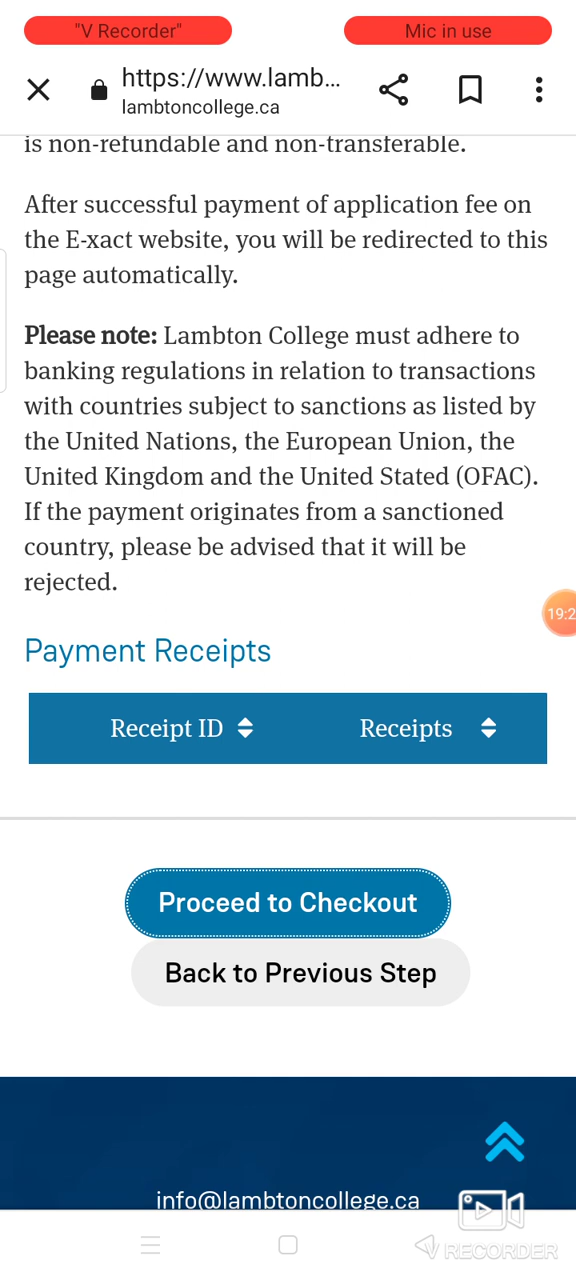 "V Recorder"
Mic in use
https://www.lamb...
lambtoncollege.ca
is non-refundable and non-transferable.
After successful payment of application fee on
the E-xact website, you will be redirected to this
page automatically.
Please note: Lambton College must adhere to
banking regulations in relation to transactions
with countries subject to sanctions as listed by
the United Nations, the European Union, the
United Kingdom and the United Stated (OFAC).
If the payment originates from a sanctioned
country, please be advised that it will be
rejected.
19:2
Payment Receipts
Receipt ID
Receipts
Proceed to Checkout
Back to Previous Step
info@lambtoncollege.ca
V RECORDER